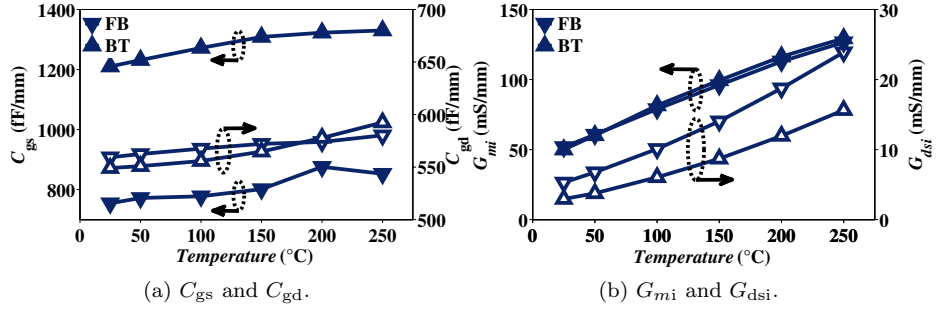 1400
1200
1000
800
600
C_gs (fF/mm)
FB
BT
700
650
600
550
500
C_gd (fF/mm)
0
50
100
150
200
250
Temperature (°C)
(a) C_gs and C_gd.
150
100
50
0
G_mi (mS/mm)
FB
BT
30
20
10
0
G_dsi (mS/mm)
0
50
100
150
200
250
Temperature (°C)
(b) G_mi and G_dsi.